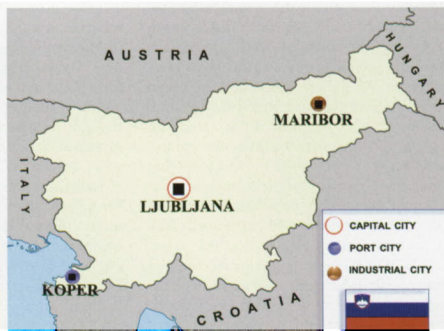 AUSTRIA
HUNGARY
MARIBOR
ITALY
LJUBLJANA
CAPITAL CITY
PORT CITY
KOPER
INDUSTRIAL CITY
CROATIA